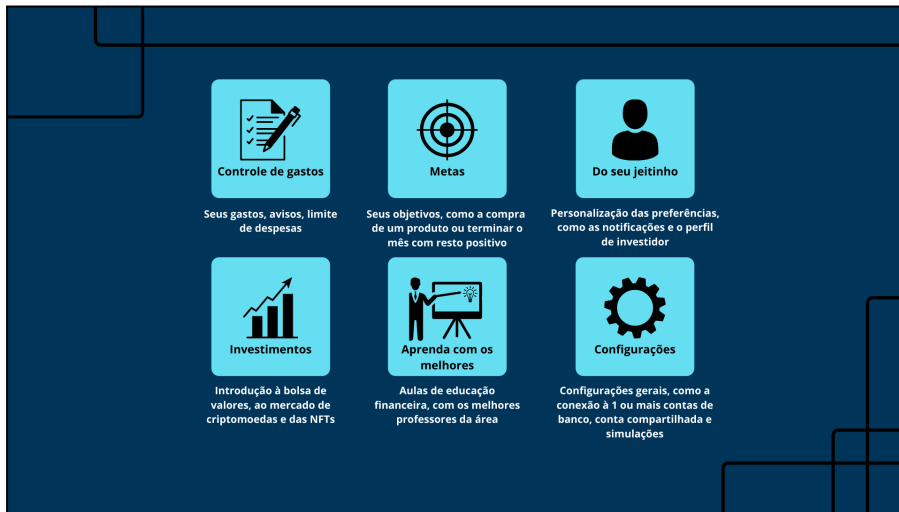 Controle de gastos
Seus gastos, avisos, limite
de despesas
Metas
Seus objetivos, como a compra
de um produto ou terminar o
mês com resto positivo
Do seu jeitinho
Personalização das preferências,
como as notificações e o perfil
de investidor
Investimentos
Introdução à bolsa de
valores, ao mercado de
criptomoedas e das NFTs
Aprenda com os
melhores
Aulas de educação
financeira, com os melhores
professores da área
Configurações
Configurações gerais, como a
conexão à 1 ou mais contas de
banco, conta compartilhada e
simulações